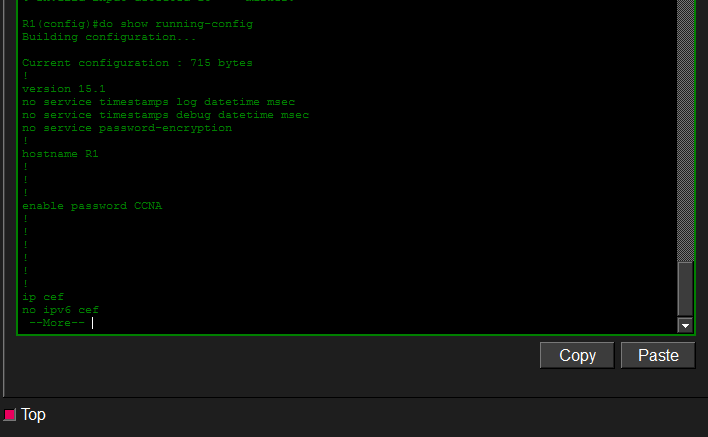 R1(config)#do show running-config
Building configuration...
Current configuration : 715 bytes
!
version 15.1
no service timestamps log datetime msec
no service timestamps debug datetime msec
no service password-encryption
!
hostname R1
!
!
!
enable password CCNA
!
!
!
!
!
!
ip cef
no ipv6 cef
--More--
Copy
Paste
Top